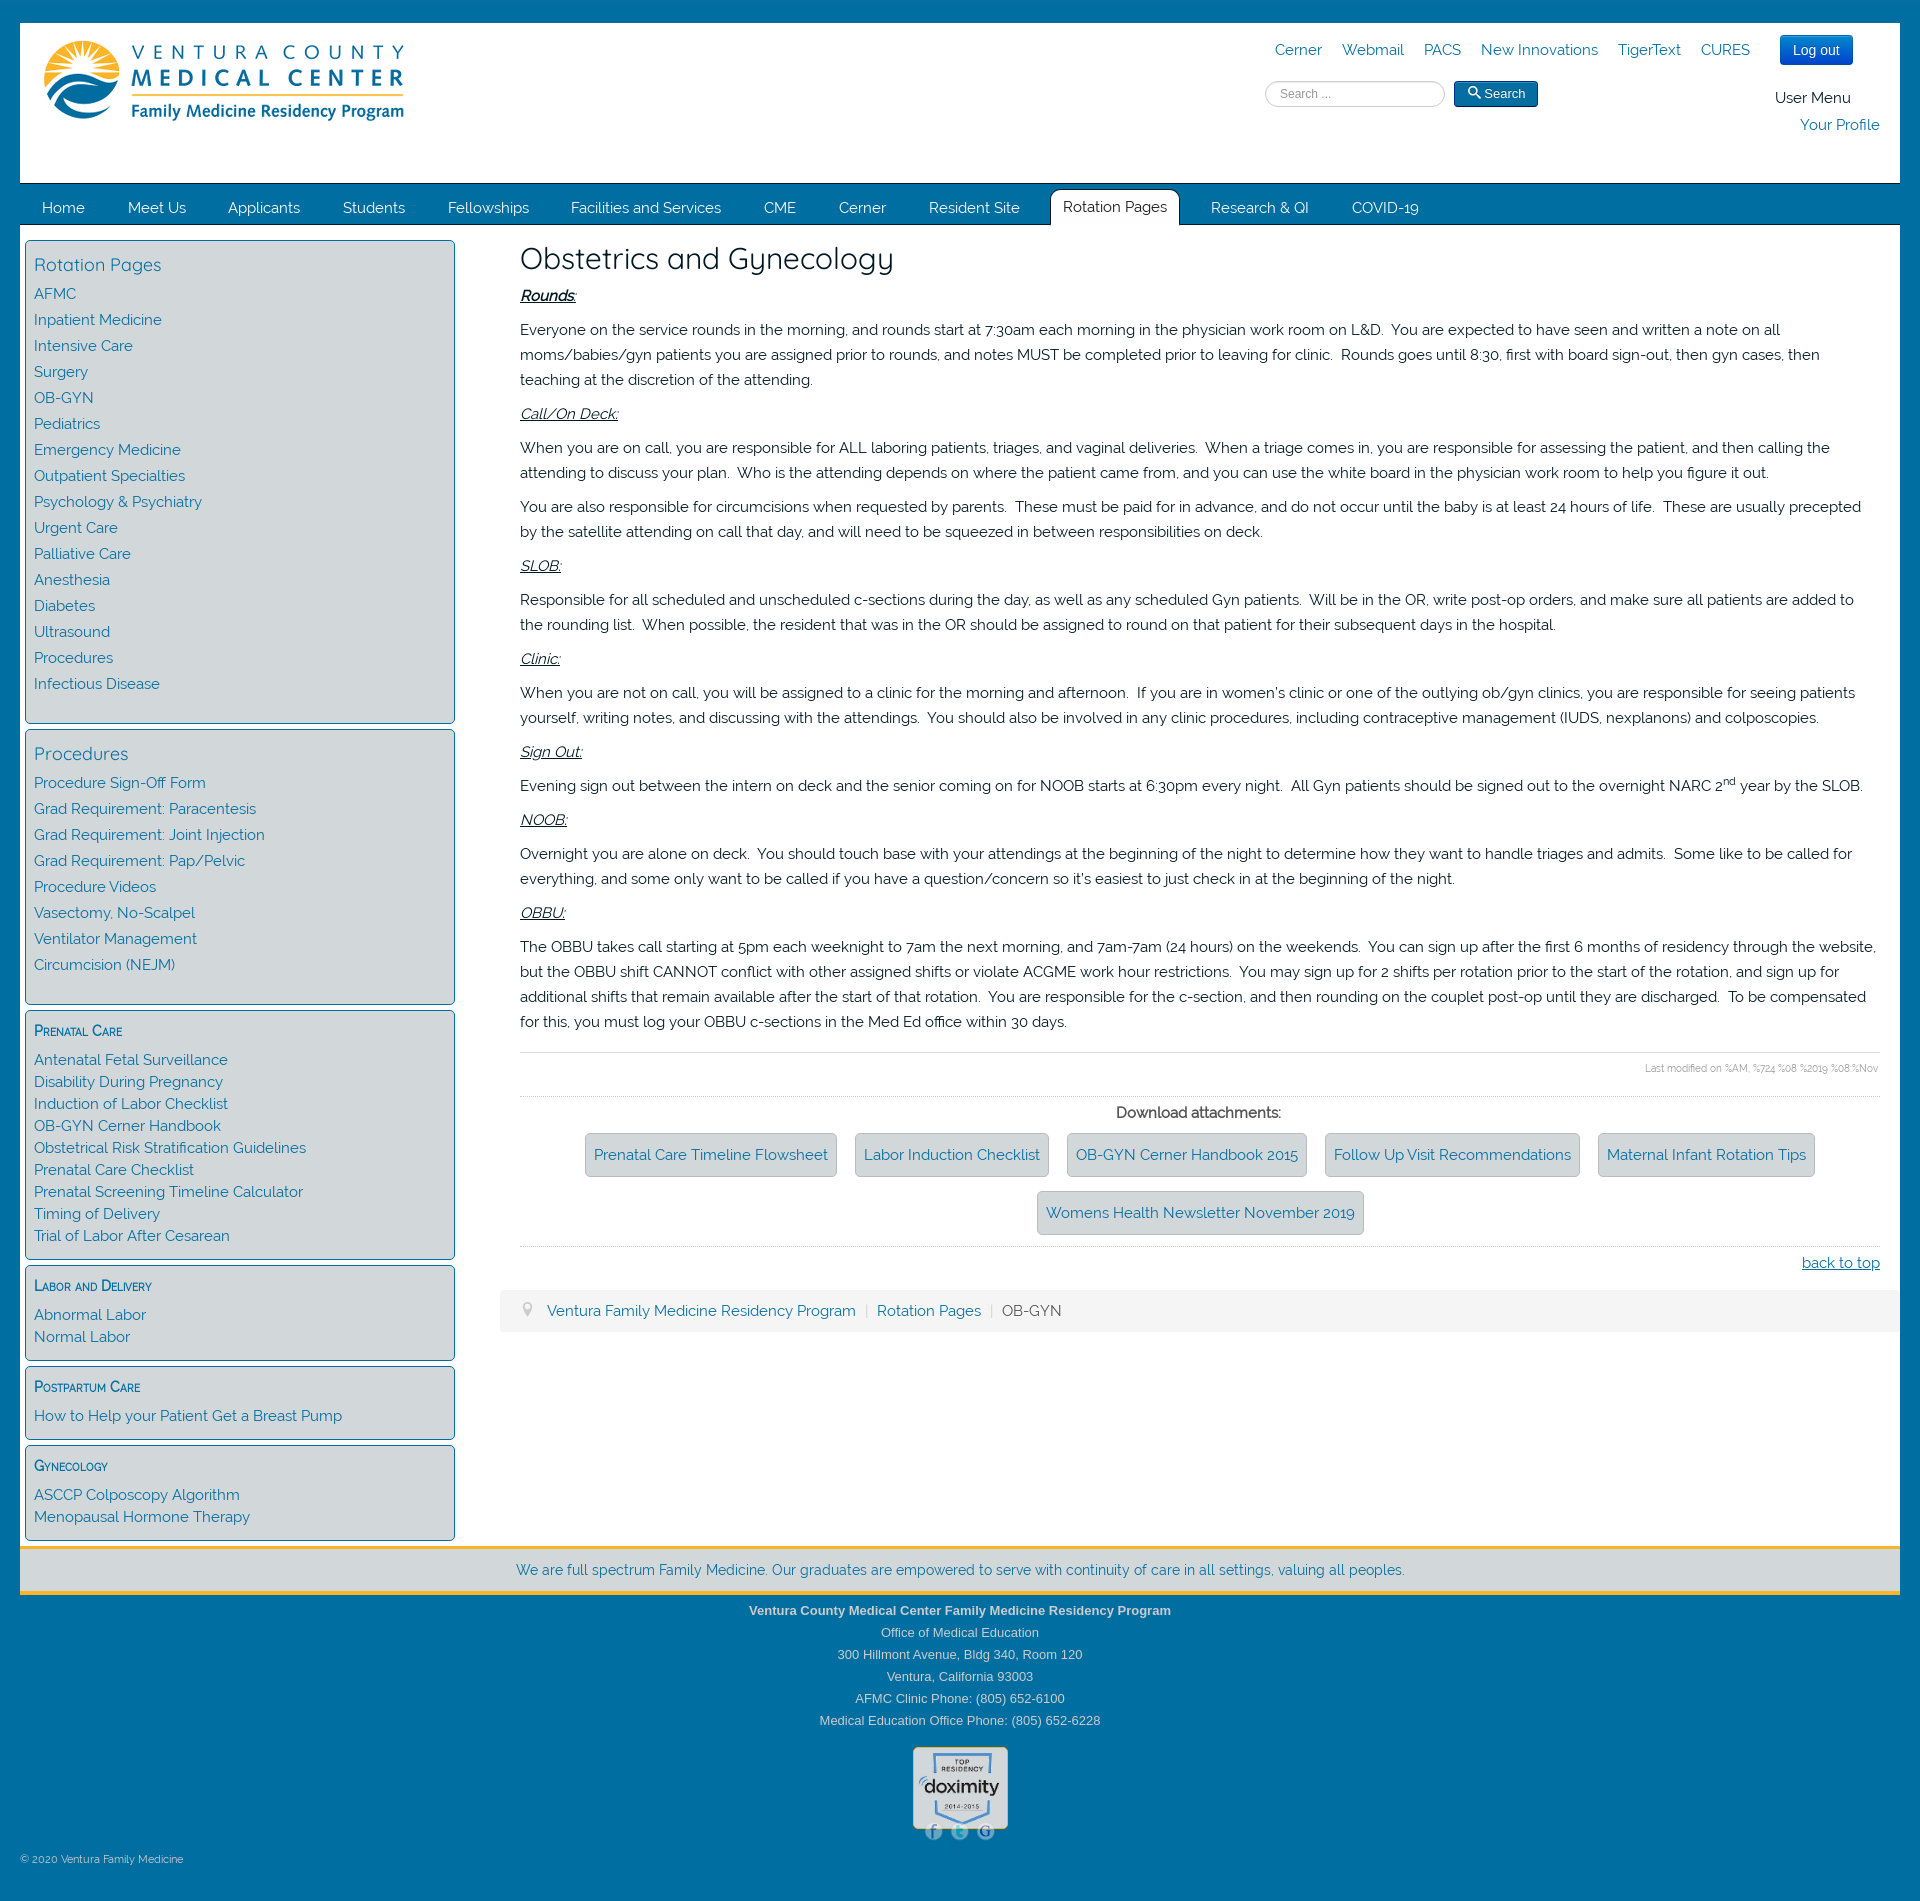 VENTURA COUNTY
MEDICAL CENTER
Family Medicine Residency Program
Cerner Webmail PACS New Innovations TigerText CURES Log out
Search ... Search
User Menu
Your Profile
Home Meet Us Applicants Students Fellowships Facilities and Services CME Cerner Resident Site Rotation Pages Research & QI COVID-19
Rotation Pages
AFMC
Inpatient Medicine
Intensive Care
Surgery
OB-GYN
Pediatrics
Emergency Medicine
Outpatient Specialties
Psychology & Psychiatry
Urgent Care
Palliative Care
Anesthesia
Diabetes
Ultrasound
Procedures
Infectious Disease
Procedures
Procedure Sign-Off Form
Grad Requirement: Paracentesis
Grad Requirement: Joint Injection
Grad Requirement: Pap/Pelvic
Procedure Videos
Vasectomy, No-Scalpel
Ventilator Management
Circumcision (NEJM)
Prenatal Care
Antenatal Fetal Surveillance
Disability During Pregnancy
Induction of Labor Checklist
OB-GYN Cerner Handbook
Obstetrical Risk Stratification Guidelines
Prenatal Care Checklist
Prenatal Screening Timeline Calculator
Timing of Delivery
Trial of Labor After Cesarean
Labor and Delivery
Abnormal Labor
Normal Labor
Postpartum Care
How to Help your Patient Get a Breast Pump
Gynecology
ASCCP Colposcopy Algorithm
Menopausal Hormone Therapy
Obstetrics and Gynecology
Rounds:
Everyone on the service rounds in the morning, and rounds start at 7:30am each morning in the physician work room on L&D. You are expected to have seen and written a note on all
moms/babies/gyn patients you are assigned prior to rounds, and notes MUST be completed prior to leaving for clinic. Rounds goes until 8:30, first with board sign-out, then gyn cases, then
teaching at the discretion of the attending.
Call/On Deck:
When you are on call, you are responsible for ALL laboring patients, triages, and vaginal deliveries. When a triage comes in, you are responsible for assessing the patient, and then calling the
attending to discuss your plan. Who is the attending depends on where the patient came from, and you can use the white board in the physician work room to help you figure it out.
You are also responsible for circumcisions when requested by parents. These must be paid for in advance, and do not occur until the baby is at least 24 hours of life. These are usually precepted
by the satellite attending on call that day, and will need to be squeezed in between responsibilities on deck.
SLOB:
Responsible for all scheduled and unscheduled c-sections during the day, as well as any scheduled Gyn patients. Will be in the OR, write post-op orders, and make sure all patients are added to
the rounding list. When possible, the resident that was in the OR should be assigned to round on that patient for their subsequent days in the hospital.
Clinic:
When you are not on call, you will be assigned to a clinic for the morning and afternoon. If you are in women's clinic or one of the outlying ob/gyn clinics, you are responsible for seeing patients
yourself, writing notes, and discussing with the attendings. You should also be involved in any clinic procedures, including contraceptive management (IUDS, nexplanons) and colposcopies.
Sign Out:
Evening sign out between the intern on deck and the senior coming on for NOOB starts at 6:30pm every night. All Gyn patients should be signed out to the overnight NARC 2nd year by the SLOB.
NOOB:
Overnight you are alone on deck. You should touch base with your attendings at the beginning of the night to determine how they want to handle triages and admits. Some like to be called for
everything, and some only want to be called if you have a question/concern so it's easiest to just check in at the beginning of the night.
OBBU:
The OBBU takes call starting at 5pm each weeknight to 7am the next morning, and 7am-7am (24 hours) on the weekends. You can sign up after the first 6 months of residency through the website,
but the OBBU shift CANNOT conflict with other assigned shifts or violate ACGME work hour restrictions. You may sign up for 2 shifts per rotation prior to the start of the rotation, and sign up for
additional shifts that remain available after the start of that rotation. You are responsible for the c-section, and then rounding on the couplet post-op until they are discharged. To be compensated
for this, you must log your OBBU c-sections in the Med Ed office within 30 days.
Last modified on %AM, %724 %08 %2019 %08:%Nov
Download attachments:
Prenatal Care Timeline Flowsheet Labor Induction Checklist OB-GYN Cerner Handbook 2015 Follow Up Visit Recommendations Maternal Infant Rotation Tips
Womens Health Newsletter November 2019
back to top
Ventura Family Medicine Residency Program | Rotation Pages | OB-GYN
We are full spectrum Family Medicine. Our graduates are empowered to serve with continuity of care in all settings, valuing all peoples.
Ventura County Medical Center Family Medicine Residency Program
Office of Medical Education
300 Hillmont Avenue, Bldg 340, Room 120
Ventura, California 93003
AFMC Clinic Phone: (805) 652-6100
Medical Education Office Phone: (805) 652-6228
TOP
RESIDENCY
doximity
2014-2015
f t G
© 2020 Ventura Family Medicine